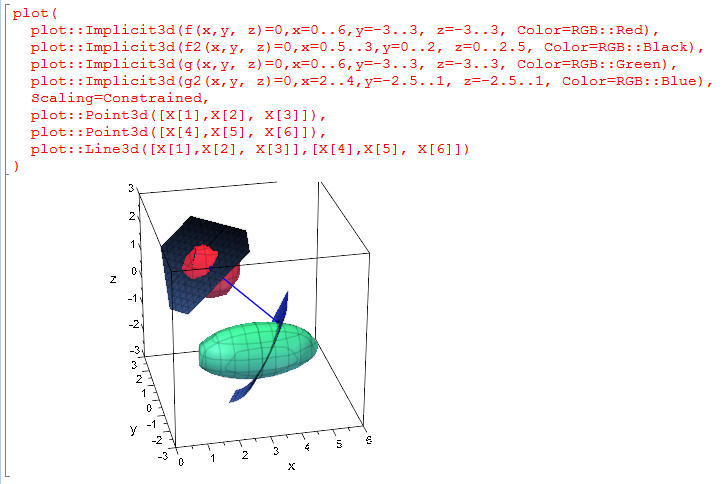 plot(
plot::Implicit3d(f(x,y, z)=0,x=0..6,y=-3..3, z=-3..3, Color=RGB::Red),
plot::Implicit3d(f2(x,y, z)=0,x=0.5..3,y=0..2, z=0..2.5, Color=RGB::Black),
plot::Implicit3d(g(x,y, z)=0,x=0..6,y=-3..3, z=-3..3, Color=RGB::Green),
plot::Implicit3d(g2(x,y, z)=0,x=2..4,y=-2.5..1, z=-2.5..1, Color=RGB::Blue),
Scaling=Constrained,
plot::Point3d([X[1],X[2], X[3]]),
plot::Point3d([X[4],X[5], X[6]]),
plot::Line3d([X[1],X[2], X[3]],[X[4],X[5], X[6]])
)
3
2
1
0
-1
-2
-3
z
3
2
1
0
-1
-2
-3
y
0
1
2
3
4
5
6
x